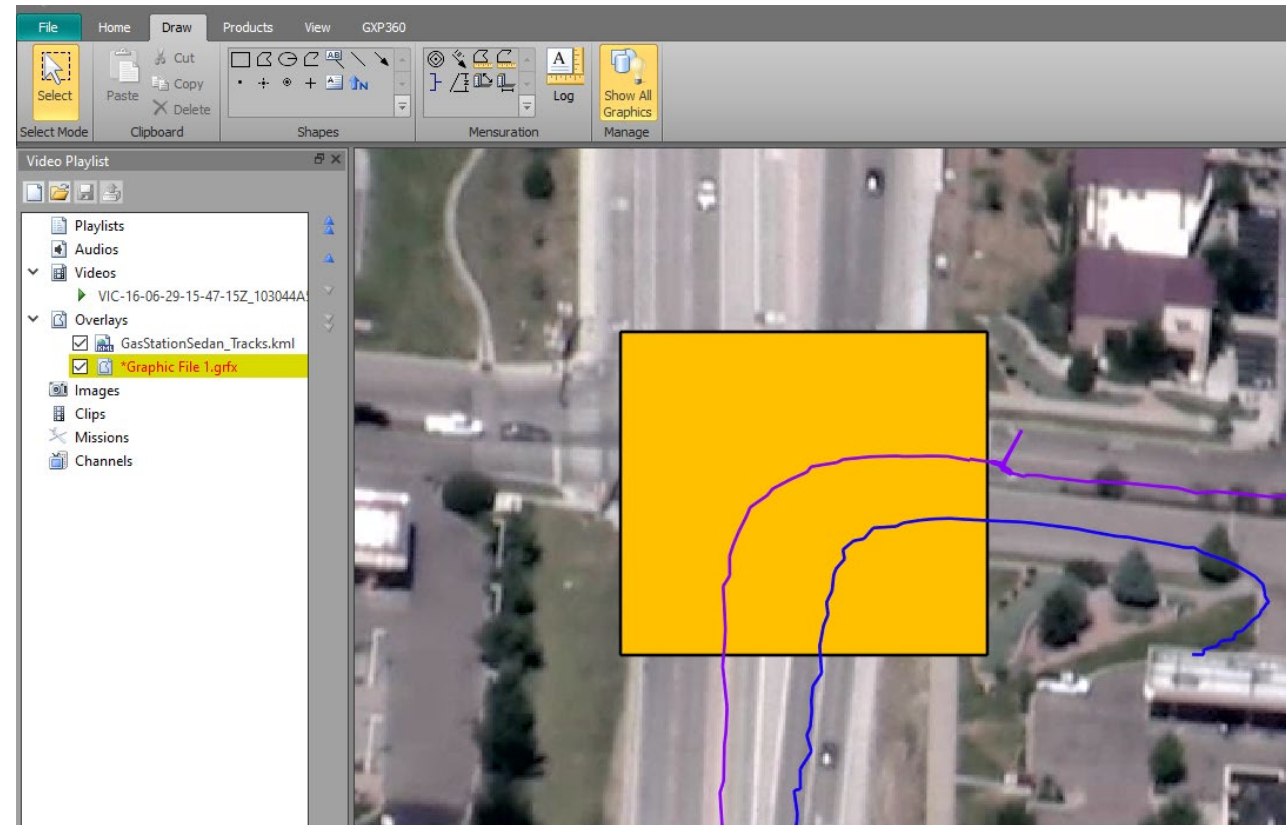 File Home Draw Products View GXP360
Select
Paste
Cut
Copy
Delete
AB
A
N
A
Log
Show All
Graphics
Select Mode Clipboard Shapes Mensuration Manage
Video Playlist
Playlists
Audios
Videos
VIC-16-06-29-15-47-15Z_103044A
Overlays
KML GasStationSedan_Tracks.kml
*Graphic File 1.grfx
Images
Clips
Missions
Channels